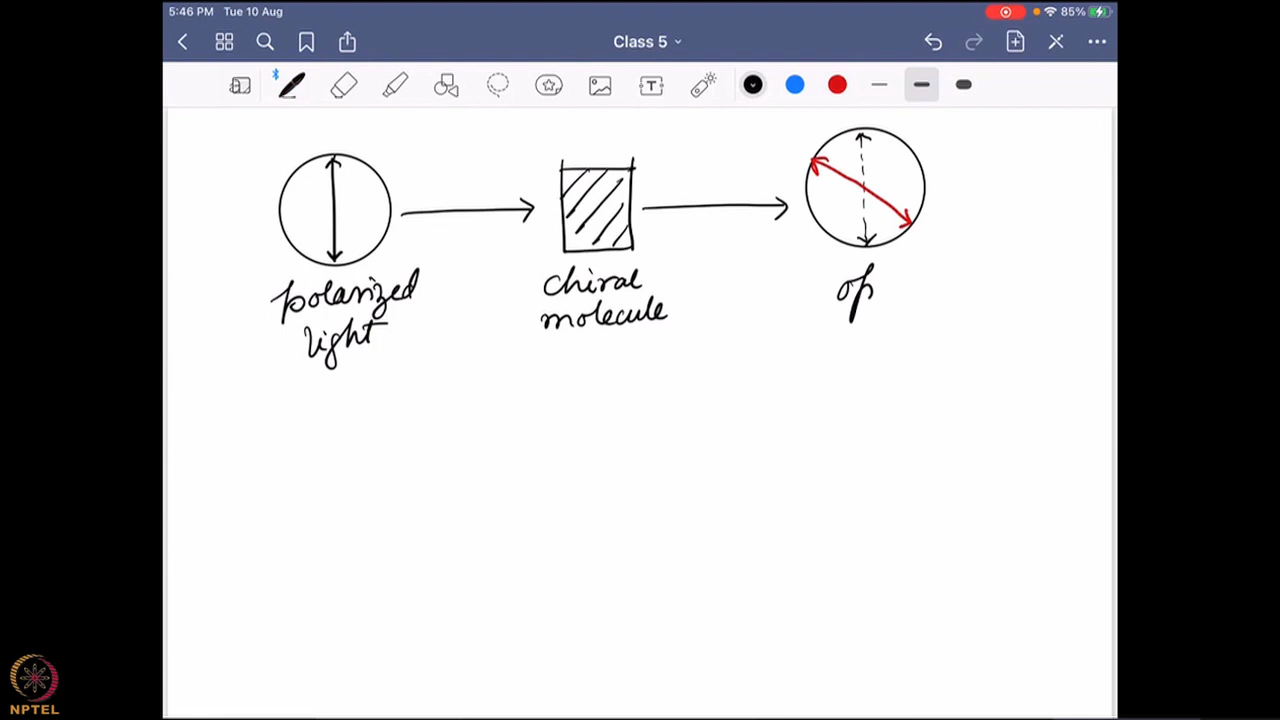 5:46 PM Tue 10 Aug
85%
Class 5
T
polarized
light
chiral
molecule
op
NPTEL